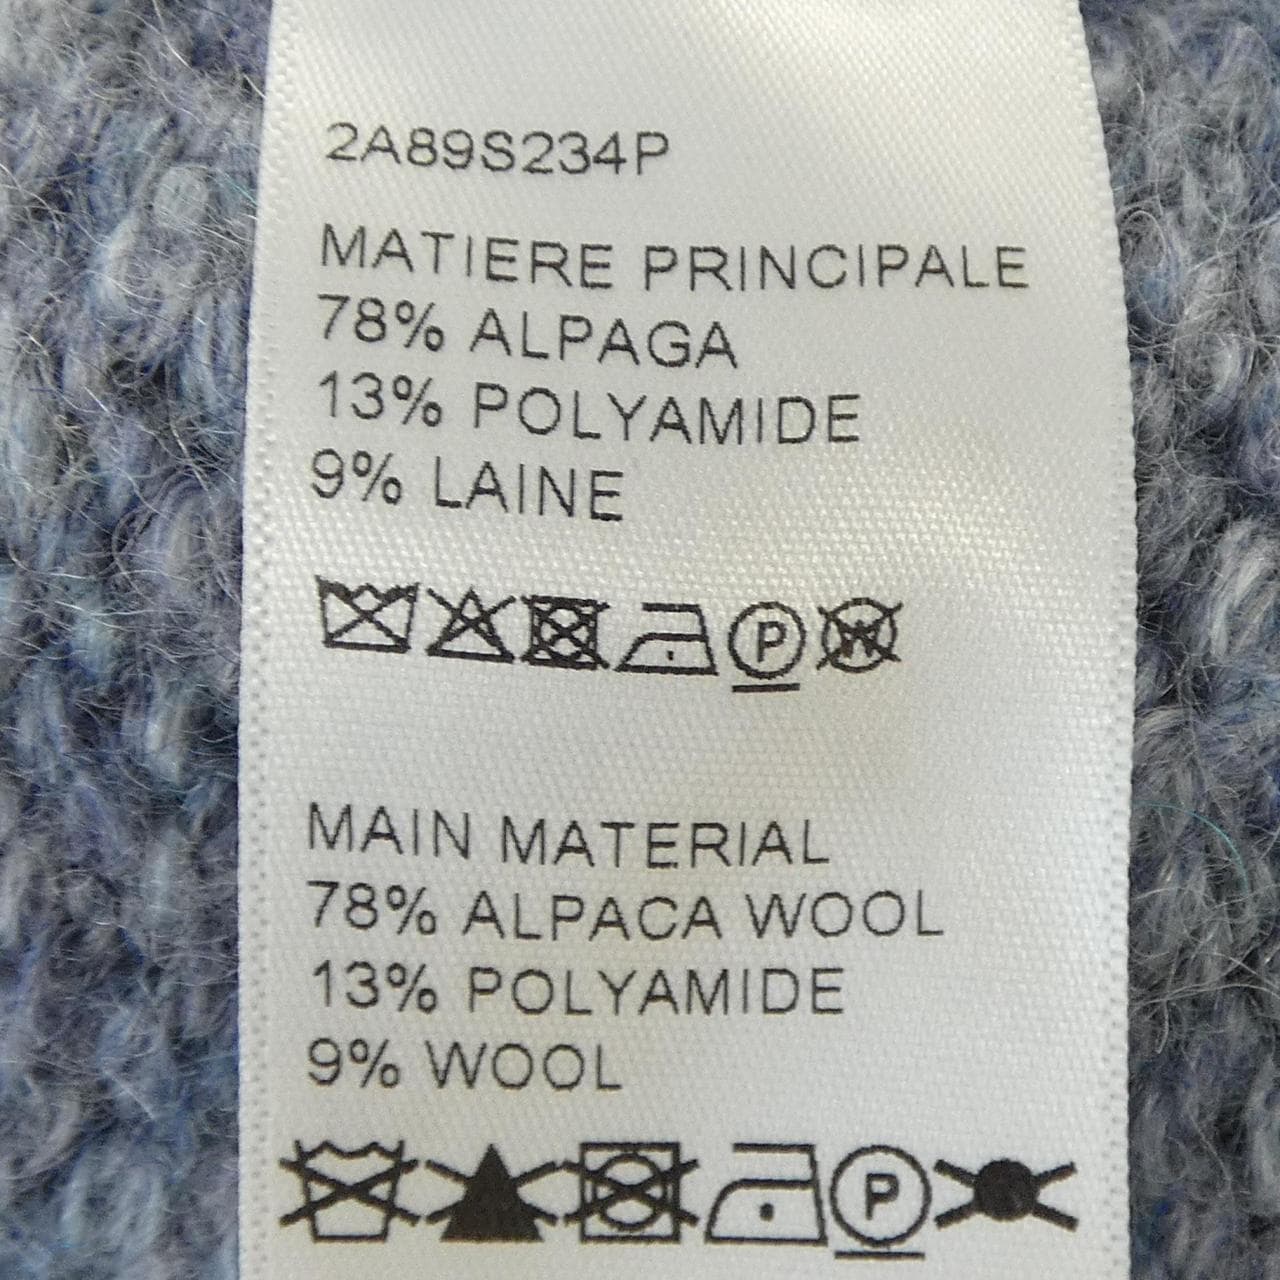 2A89S234P
MATIERE PRINCIPALE
78% ALPAGA
13% POLYAMIDE
9% LAINE
P W
MAIN MATERIAL
78% ALPACA WOOL
13% POLYAMIDE
9% WOOL
P